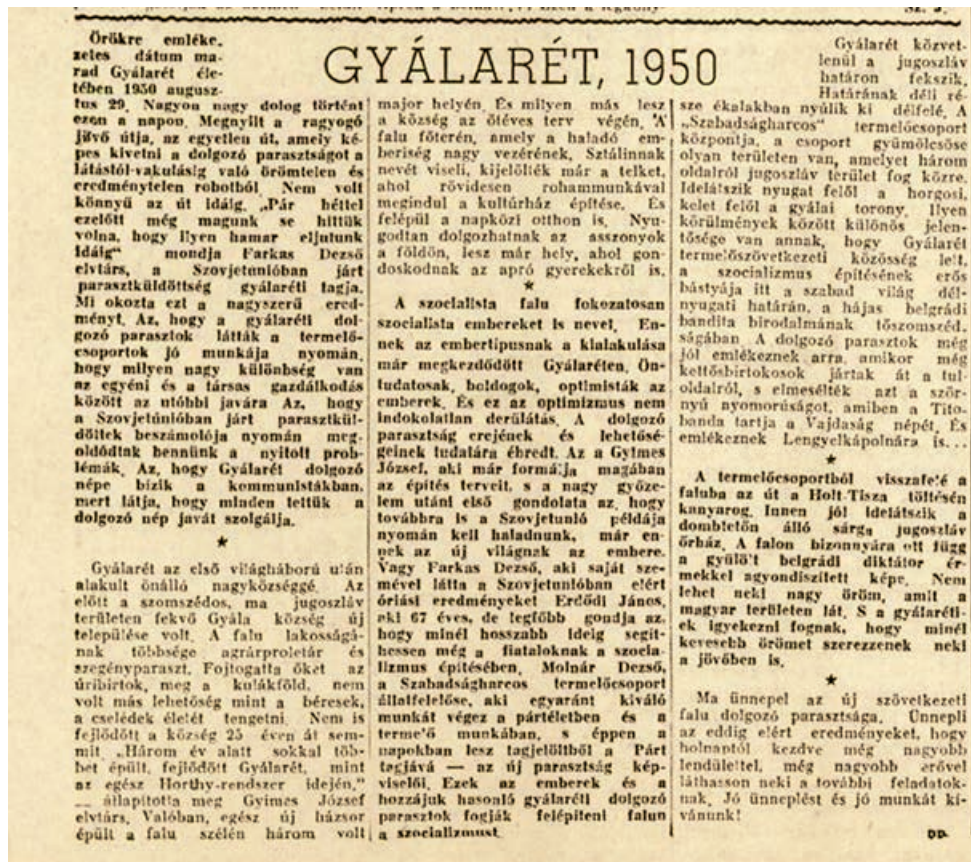 GYÁLARÉT, 1950
Örökre emléke.
zetes dátum ma-
rad Gyálarét éle-
tében 1950 augusz-
tus 29. Nagyon nagy dolog történt
ezen a napon. Megnyilt a ragyogó
jövő útja, az egyetlen út, amely ké-
pes kivetni a dolgozó parasztságot a
látástól-vakulásig való örömtelen és
eredménytelen robotból. Nem volt
könnyű az út idáig. „Pár héttel
ezelőtt még magunk se hittük
volna, hogy ilyen hamar eljutunk
idáig" mondja Farkas Dezső
elvtárs, a Szovjetunióban járt
parasztküldöttség gyálaréti tagja.
Mi okozta ezt a nagyszerű ered-
ményt. Az, hogy a gyálaréti dol-
gozó parasztok látták a termelő-
csoportok jó munkája nyomán,
hogy milyen nagy különbség van
az egyéni és a társas gazdálkodás
között az utóbbi javára Az, hogy
a Szovjetúnióban járt parasztkül-
döttek beszámolója nyomán meg-
oldódtak bennünk a nyitott prob-
lémák. Az, hogy Gyálarét dolgozó
népe bizik a kommunistákban,
mert látja, hogy minden tettük a
dolgozó nép javát szolgálja.
★
Gyálarét az első világháború után
alakult önálló nagyközséggé. Az
előtt a szomszédos, ma jugoszláv
területen fekvő Gyála község új
települése volt. A falu lakosságá-
nak többsége agrárproletár és
szegényparaszt. Fojtogatta őket az
úribirtok, meg a kulákföld, nem
volt más lehetőség mint a béresek,
a cselédek életét tengetni. Nem is
fejlődött a község 25 éven át sem-
mit „Három év alatt sokkal töb-
bet épült, fejlődött Gyálarét, mint
az egész Horthy-rendszer idején."
— állapította meg Gyimes József
elvtárs. Valóban, egész új házsor
épült a falu szélén három volt
major helyén. És milyen más lesz
a község az ötéves terv végén. 'A'
falu főterén, amely a haladó em-
beriség nagy vezérének, Sztálinnak
nevét viseli, kijelölték már a telket,
ahol rövidesen rohammunkával
megindul a kultúrház építése. És
felépül a napközi otthon is. Nyu-
godtan dolgozhatnak az asszonyok
a földön, lesz már hely, ahol gon-
doskodnak az apró gyerekekről is.
★
A szocialista falu fokozatosan
szocialista embereket is nevel. En-
nek az embertipusnak a kialakulása
már megkezdődött Gyálaréten. Ön-
tudatosak, boldogok, optimisták az
emberek. És ez az optimizmus nem
indokolatlan derűlátás. A dolgozó
parasztság erejének és lehetősé-
geinek tudatára ébredt. Az a Gyimes
József, aki már formálja magában
az építés terveit, s a nagy győze-
lem utáni első gondolata az, hogy
továbbra is a Szovjetunió példája
nyomán kell haladnunk, már en-
nek az új világnak az embere.
Vagy Farkas Dezső, aki saját sze-
mével látta a Szovjetunióban elért
óriási eredményeket Erdődi János,
aki 67 éves, de legfőbb gondja az,
hogy minél hosszabb ideig segít-
hessen még a fiataloknak a szocia-
lizmus építésében, Molnár Dezső,
a Szabadságharcos termelőcsoport
állatfelelőse, aki egyaránt kiváló
munkát végez a pártéletben és a
terme'ő munkában, s éppen a
napokban lesz tagjelöltből a Párt
tagjává — az új parasztság kép-
viselői. Ezek az emberek és a
hozzájuk hasonló gyálaréti dolgozó
parasztok fogják felépíteni falun
a szocializmust.
Gyálarét közvet-
lenül a jugoszláv
határon fekszik.
Határának déli ré-
sze ékalakban nyúlik ki délfelé. A
„Szabadságharcos" termelőcsoport
központja, a csoport gyümölcsöse
olyan területen van, amelyet három
oldalról jugoszláv terület fog közre.
Idelátszik nyugat felől a horgosi,
kelet felől a gyálai torony. Ilyen
körülmények között különös jelen-
tősége van annak, hogy Gyálarét
termelőszövetkezeti közösség lett,
a szocializmus építésének erős
bástyája itt a szabad világ dél-
nyugati határán, a hájas belgrádi
bandita birodalmának tőszomszéd.
ságában. A dolgozó parasztok még
jól emlékeznek arra, amikor még
kettősbirtokosok jártak át a túl-
oldalról, s elmesélték azt a ször-
nyű nyomorúságot, amiben a Tito-
banda tartja a Vajdaság népét. És
emlékeznek Lengyelkápolnára is...
★
A termelőcsoportból visszafelé a
faluba az út a Holt-Tisza töltésén
kanyarog. Innen jól idelátszik a
dombtetőn álló sárga jugoszláv
őrház. A falon bizonnyára ott függ
a gyűlö't belgrádi diktátor ér-
mekkel agyondíszített képe. Nem
lehet neki nagy öröm, amit a
magyar területen lát. S a gyálaréti-
ek igyekezni fognak, hogy minél
kevesebb örömet szerezzenek neki
a jövőben is.
★
Ma ünnepel az új szövetkezeti
falu dolgozó parasztsága. Ünnepli
az eddig elért eredményeket, hogy
holnaptól kezdve még nagyobb
lendülettel, még nagyobb erővel
láthasson neki a további feladatok-
nak. Jó ünneplést és jó munkát kí-
vánunk!